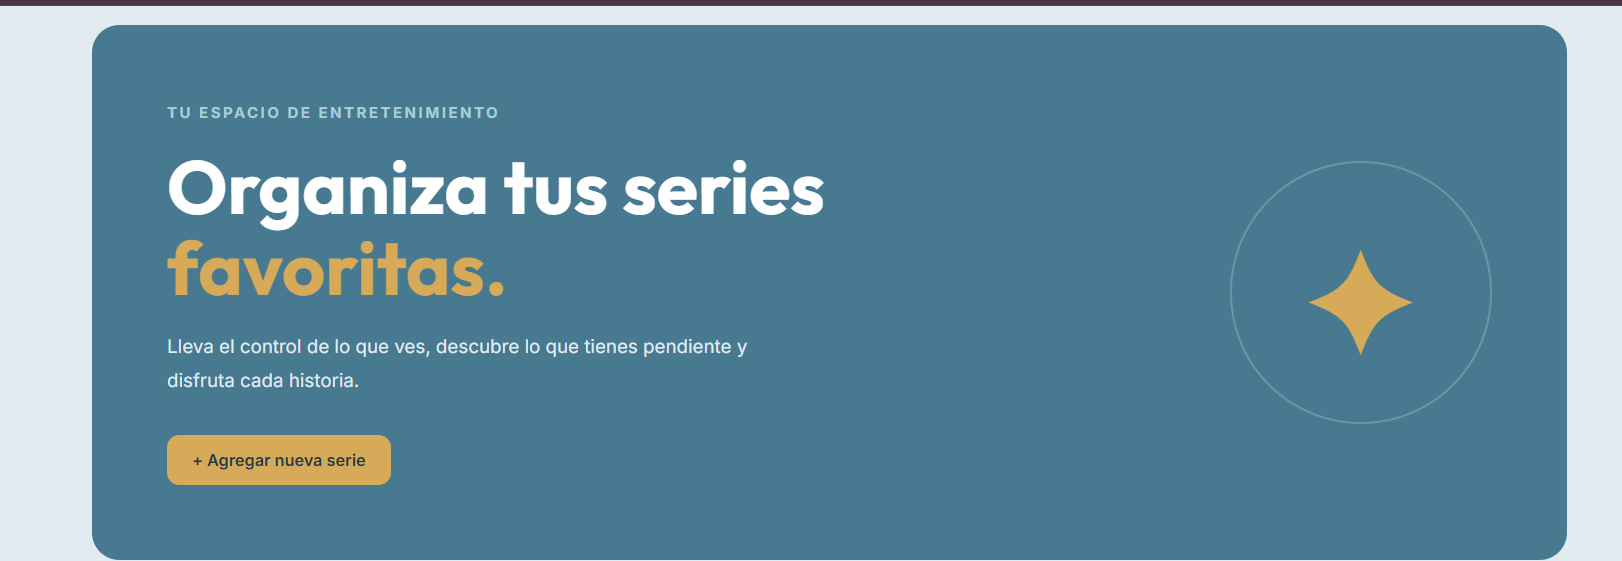 TU ESPACIO DE ENTRETENIMIENTO
Organiza tus series
favoritas.
Lleva el control de lo que ves, descubre lo que tienes pendiente y
disfruta cada historia.
+ Agregar nueva serie